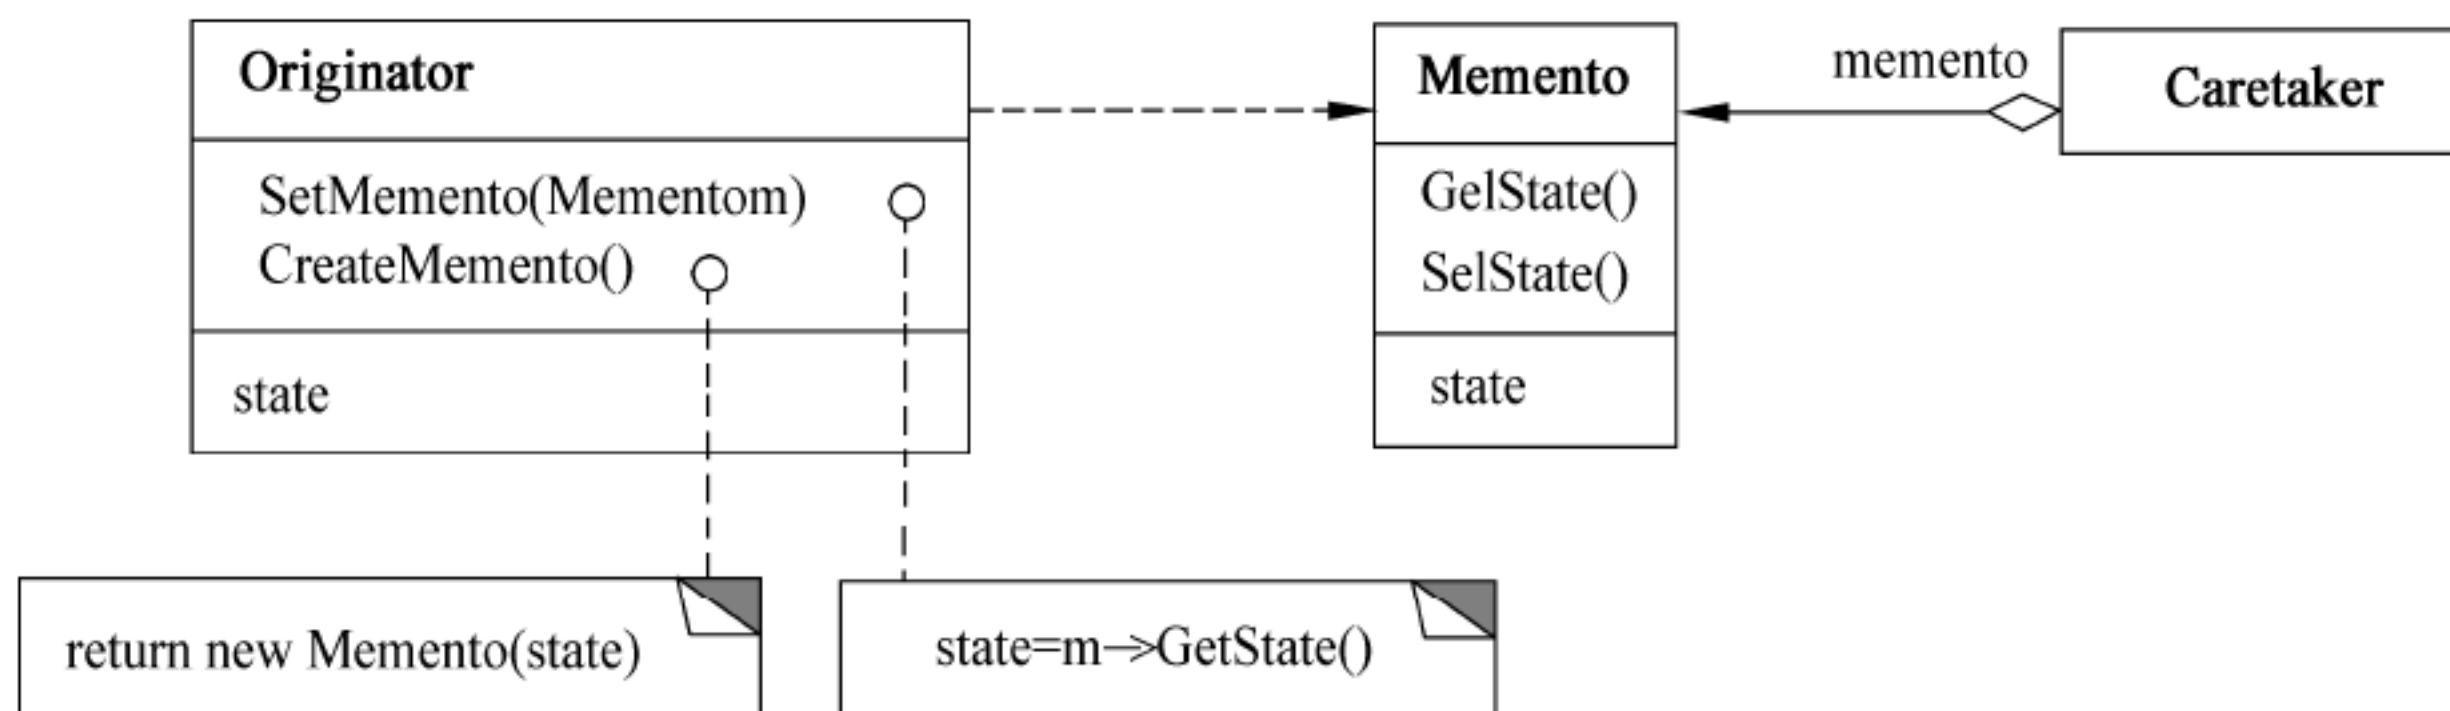 Originator
SetMemento(Mementom)
CreateMemento()
state
Memento
GelState()
SelState()
state
memento
Caretaker
return new Memento(state)
state=m->GetState()